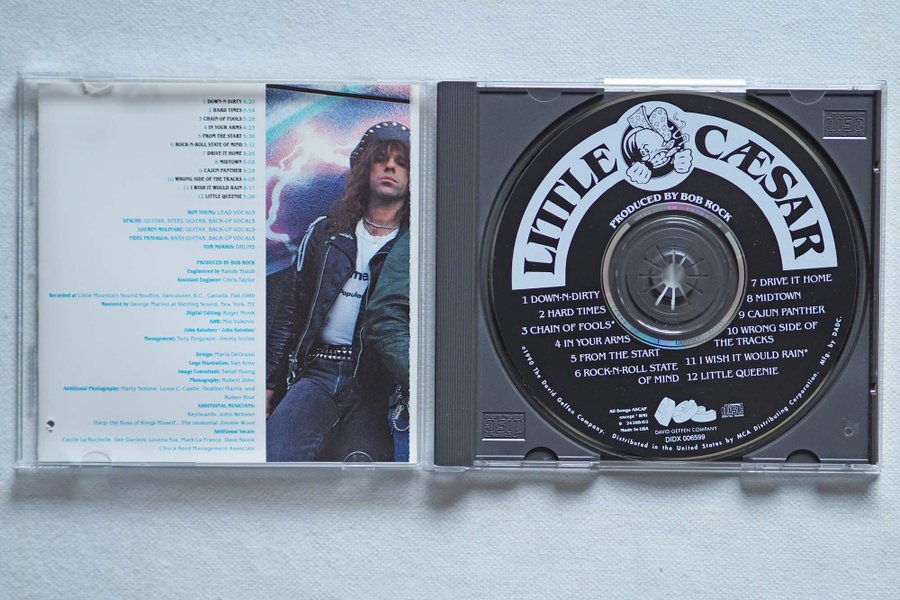 1 DOWN-N-DIRTY 4:20
2 HARD TIMES 5:54
3 CHAIN OF FOOLS 4:28
4 IN YOUR ARMS 4:23
5 FROM THE START 5:36
6 ROCK-N-ROLL STATE OF MIND 5:11
7 DRIVE IT HOME 4:26
8 MIDTOWN 5:03
9 CAJUN PANTHER 4:24
10 WRONG SIDE OF THE TRACKS 4:03
11 I WISH IT WOULD RAIN 4:17
12 LITTLE QUEENIE 5:28
RON YOUNG: LEAD VOCALS
APACHE: GUITAR, STEEL GUITAR, BACK-UP VOCALS
LOUREN MOLINARE: GUITAR, BACK-UP VOCALS
FIDEL PANIAGUA: BASS GUITAR, BACK-UP VOCALS
TOM MORRIS: DRUMS
PRODUCED BY BOB ROCK
Engineered by Randy Staub
Assistant Engineer: Chris Taylor
Recorded at Little Mountain Sound Studios, Vancouver, B.C., Canada, Fall 1989
Mastered by George Marino at Sterling Sound, New York, NY
Digital Editing: Roger Monk
A&R: Mio Vukovic
John Kalodner: John Kalodner
Management: Tony Ferguson, Jimmy Iovine
Design: Maria DeGrassi
Logo Illustration: Van Arno
Image Consultant: Sandi Young
Photography: Robert John
Additional Photography: Marty Temme, Louis C. Castle, Heather Harris and
Ruben Blue
ADDITIONAL MUSICIANS:
Keyboards: John Webster
Harp: the Boss of Blings Hisself... The Immortal Jimmie Wood
Additional Vocals:
Cecille La Rochelle, Dee Daniels, Lovena Fox, Mark La France, Dave Steele
Chuck Reed Management Associate
LITTLE CÆSAR
PRODUCED BY BOB ROCK
1 DOWN-N-DIRTY
2 HARD TIMES
3 CHAIN OF FOOLS*
4 IN YOUR ARMS
5 FROM THE START
6 ROCK-N-ROLL STATE
OF MIND
7 DRIVE IT HOME
8 MIDTOWN
9 CAJUN PANTHER
10 WRONG SIDE OF
THE TRACKS
11 I WISH IT WOULD RAIN*
12 LITTLE QUEENIE
All Songs ASCAP
except * BMI
9 24288-02
Made in USA
DAVID GEFFEN COMPANY
DIDX 006599
℗1990 The David Geffen Company. Distributed in the United States by MCA Distributing Corporation. Mfg. by DADC.